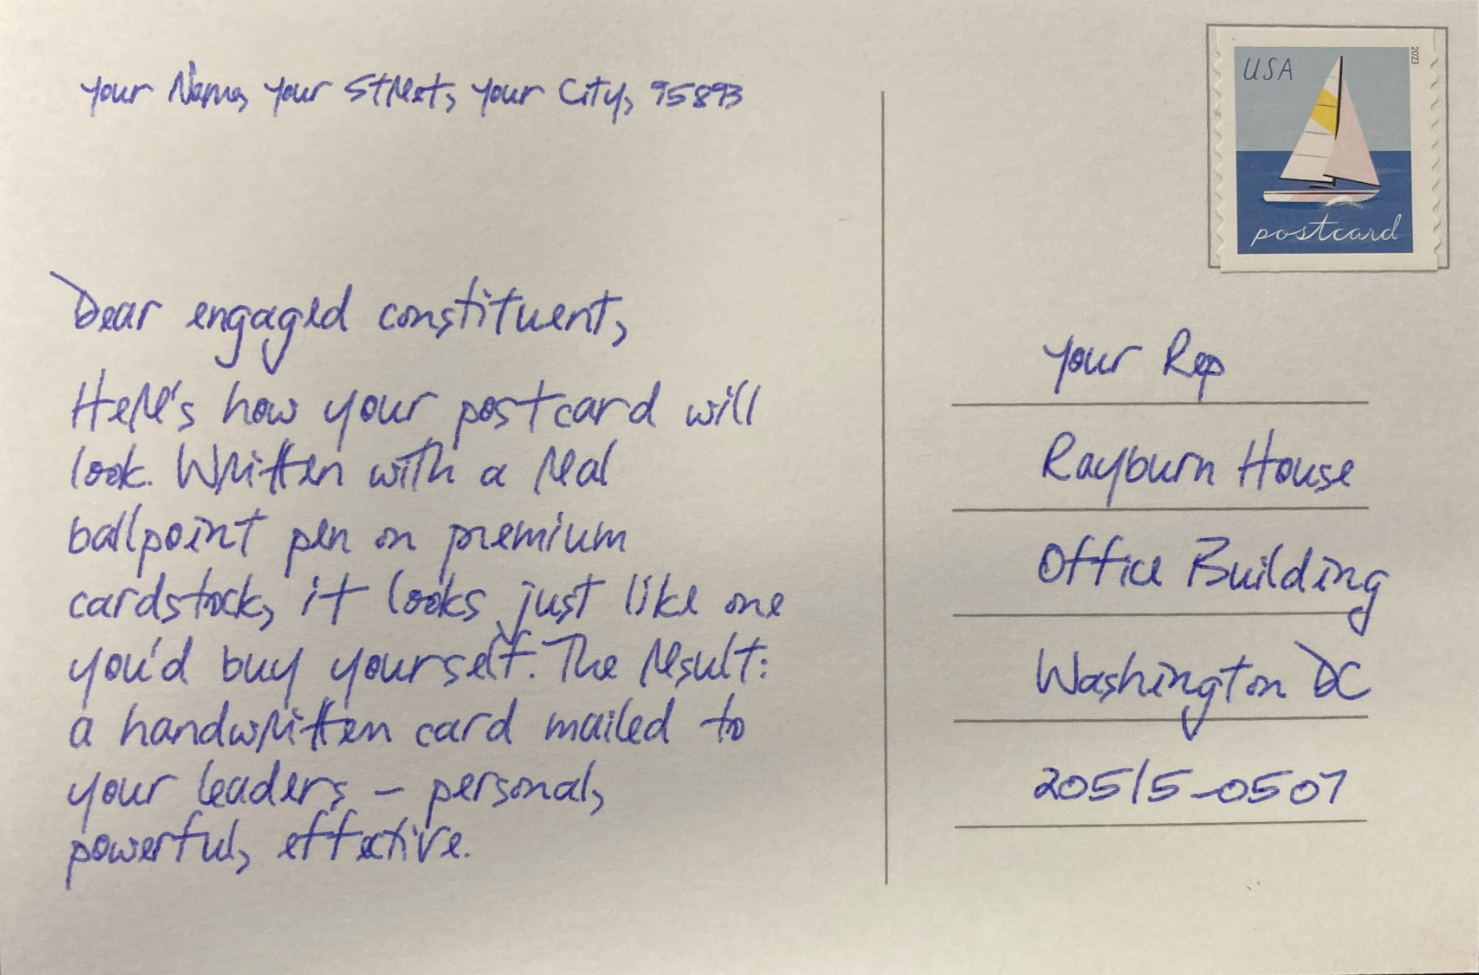 Your Name, Your Street, Your City, 95893
USA
2023
postcard
Dear engaged constituent,
Here's how your postcard will
look. Written with a real
ballpoint pen on premium
cardstock, it looks just like one
you'd buy yourself. The result:
a handwritten card mailed to
your leaders – personal,
powerful, effective.
Your Rep
Rayburn House
Office Building
Washington DC
20515-0507